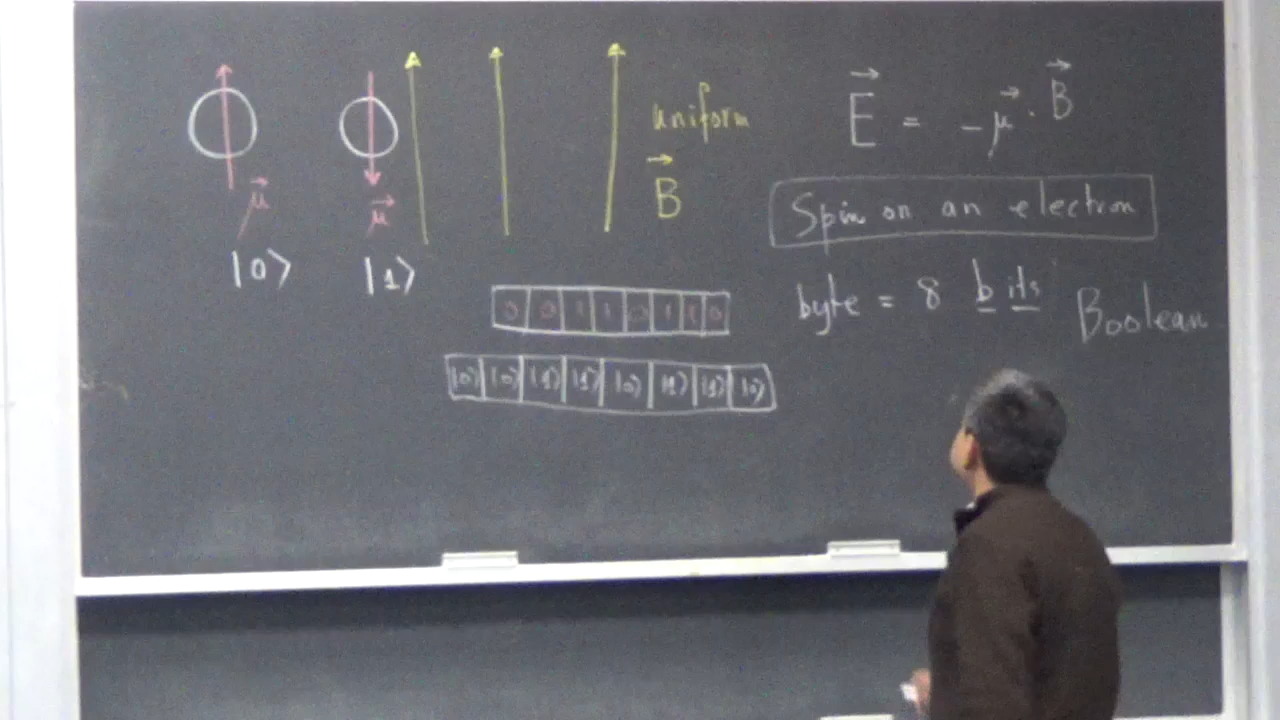 μ⃗
|0⟩
μ⃗
|1⟩
uniform
B⃗
E⃗ = -μ⃗ · B⃗
Spin on an electron
byte = 8 bits
Boolean
0 0 1 1 0 1 1 0
|0⟩ |0⟩ |1⟩ |1⟩ |0⟩ |1⟩ |1⟩ |0⟩